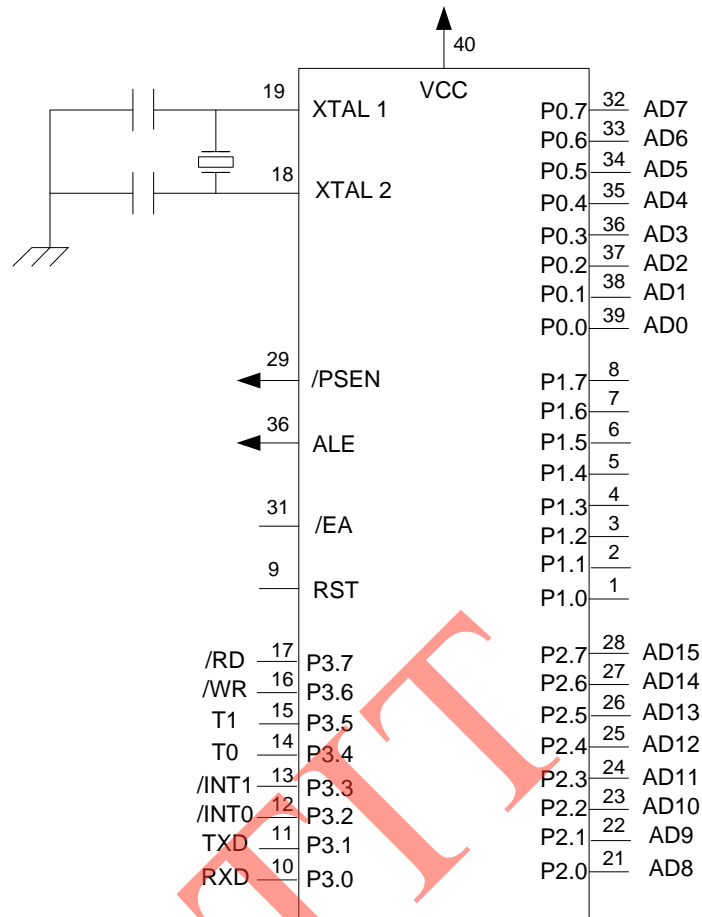 40
VCC
19 XTAL 1
18 XTAL 2
29 /PSEN
36 ALE
31 /EA
9 RST
/RD 17 P3.7
/WR 16 P3.6
T1 15 P3.5
T0 14 P3.4
/INT1 13 P3.3
/INT0 12 P3.2
TXD 11 P3.1
RXD 10 P3.0
P0.7 32 AD7
P0.6 33 AD6
P0.5 34 AD5
P0.4 35 AD4
P0.3 36 AD3
P0.2 37 AD2
P0.1 38 AD1
P0.0 39 AD0
P1.7 8
P1.6 7
P1.5 6
P1.4 5
P1.3 4
P1.2 3
P1.1 2
P1.0 1
P2.7 28 AD15
P2.6 27 AD14
P2.5 26 AD13
P2.4 25 AD12
P2.3 24 AD11
P2.2 23 AD10
P2.1 22 AD9
P2.0 21 AD8